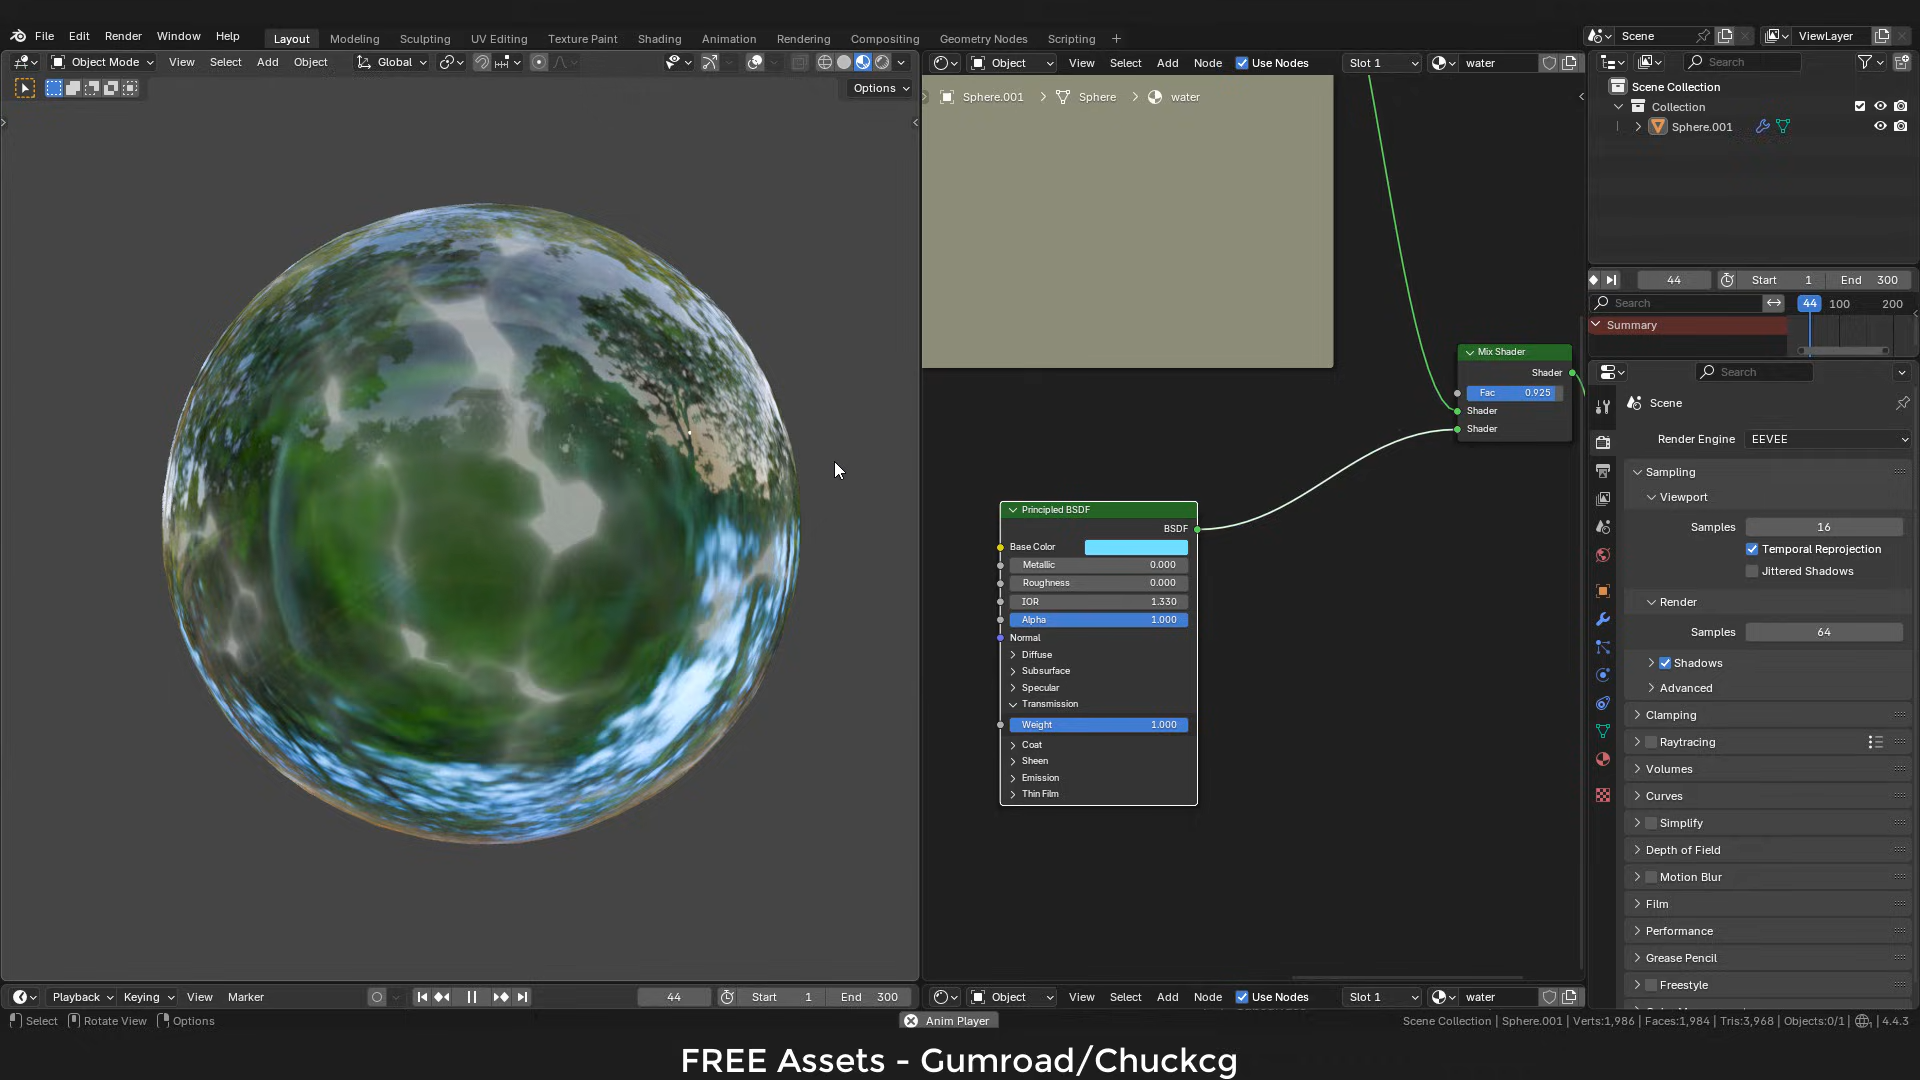 File Edit Render Window Help Layout Modeling Sculpting UV Editing Texture Paint Shading Animation Rendering Compositing Geometry Nodes Scripting + Scene ViewLayer
Object Mode View Select Add Object Global
Options
Object View Select Add Node Use Nodes Slot 1 water
Sphere.001 > Sphere > water
Mix Shader
Shader
Fac 0.925
Shader
Shader
Principled BSDF
BSDF
Base Color
Metallic 0.000
Roughness 0.000
IOR 1.330
Alpha 1.000
Normal
Diffuse
Subsurface
Specular
Transmission
Weight 1.000
Coat
Sheen
Emission
Thin Film
Search
Scene Collection
Collection
Sphere.001
44 Start 1 End 300
Search 44 100 200
Summary
Search
Scene
Render Engine EEVEE
Sampling
Viewport
Samples 16
Temporal Reprojection
Jittered Shadows
Render
Samples 64
Shadows
Advanced
Clamping
Raytracing
Volumes
Curves
Simplify
Depth of Field
Motion Blur
Film
Performance
Grease Pencil
Freestyle
Playback Keying View Marker 44 Start 1 End 300
Object View Select Add Node Use Nodes Slot 1 water
Select Rotate View Options Anim Player Scene Collection | Sphere.001 | Verts:1,986 | Faces:1,984 | Tris:3,968 | Objects:0/1 | 4.4.3
FREE Assets - Gumroad/Chuckcg